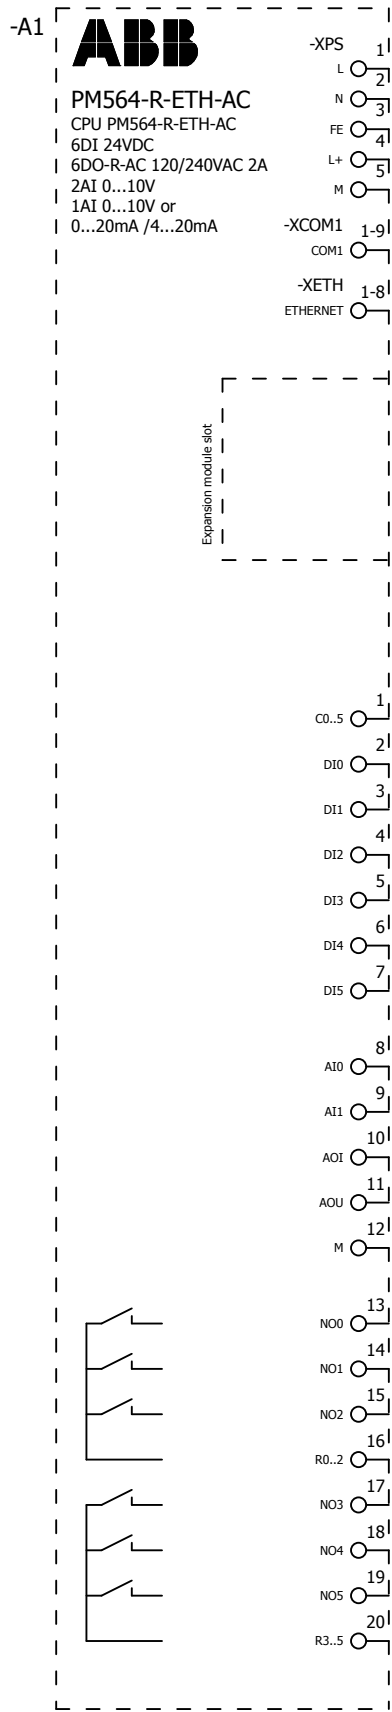 -A1
ABB
PM564-R-ETH-AC
CPU PM564-R-ETH-AC
6DI 24VDC
6DO-R-AC 120/240VAC 2A
2AI 0...10V
1AI 0...10V or
0...20mA /4...20mA
-XPS
1
L
2
N
3
FE
4
L+
5
M
-XCOM1
1-9
COM1
-XETH
1-8
ETHERNET
Expansion module slot
1
C0..5
2
DI0
3
DI1
4
DI2
5
DI3
6
DI4
7
DI5
8
AI0
9
AI1
10
AOI
11
AOU
12
M
13
NO0
14
NO1
15
NO2
16
R0..2
17
NO3
18
NO4
19
NO5
20
R3..5